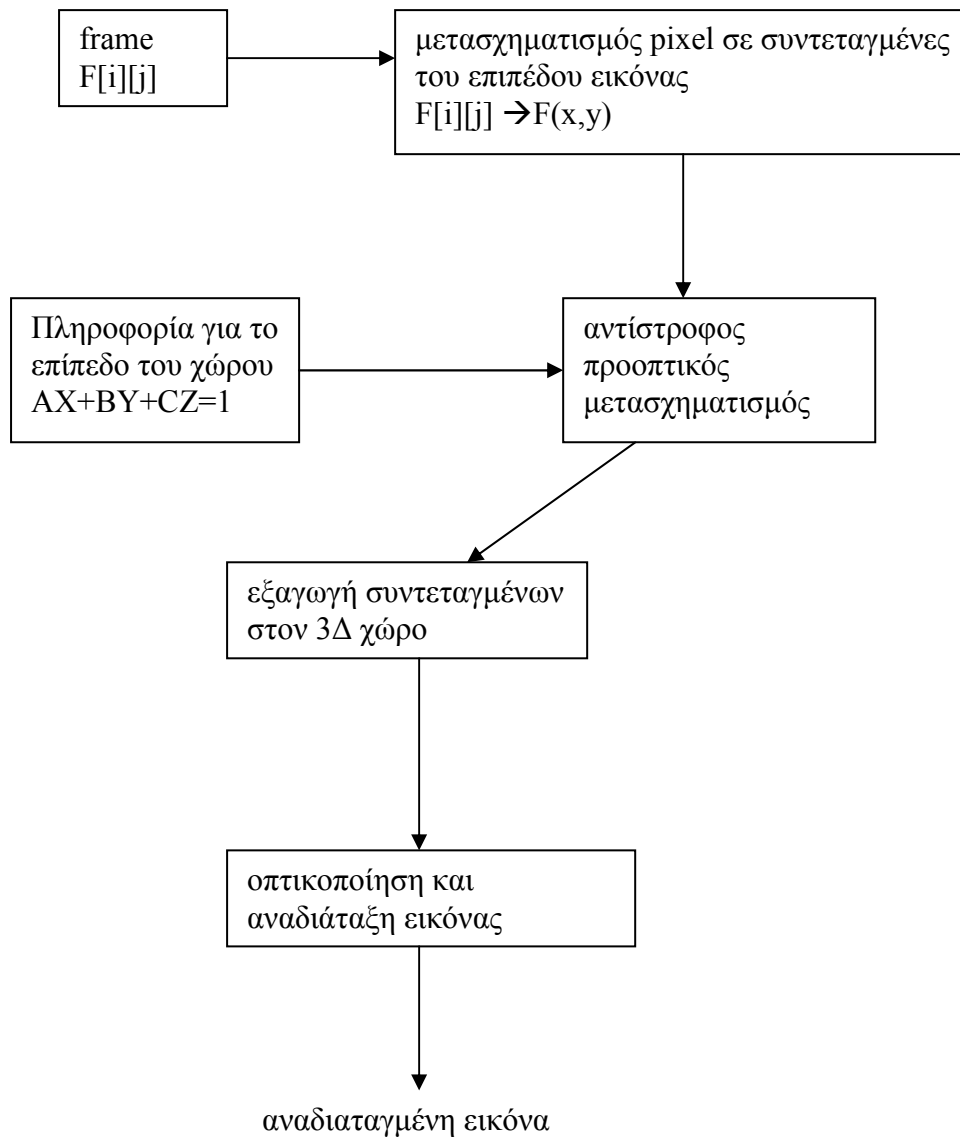 frame
F[i][j]
μετασχηματισμός pixel σε συντεταγμένες
του επιπέδου εικόνας
F[i][j] →F(x,y)
Πληροφορία για το
επίπεδο του χώρου
AX+BY+CZ=1
αντίστροφος
προοπτικός
μετασχηματισμός
εξαγωγή συντεταγμένων
στον 3Δ χώρο
οπτικοποίηση και
αναδιάταξη εικόνας
αναδιαταγμένη εικόνα